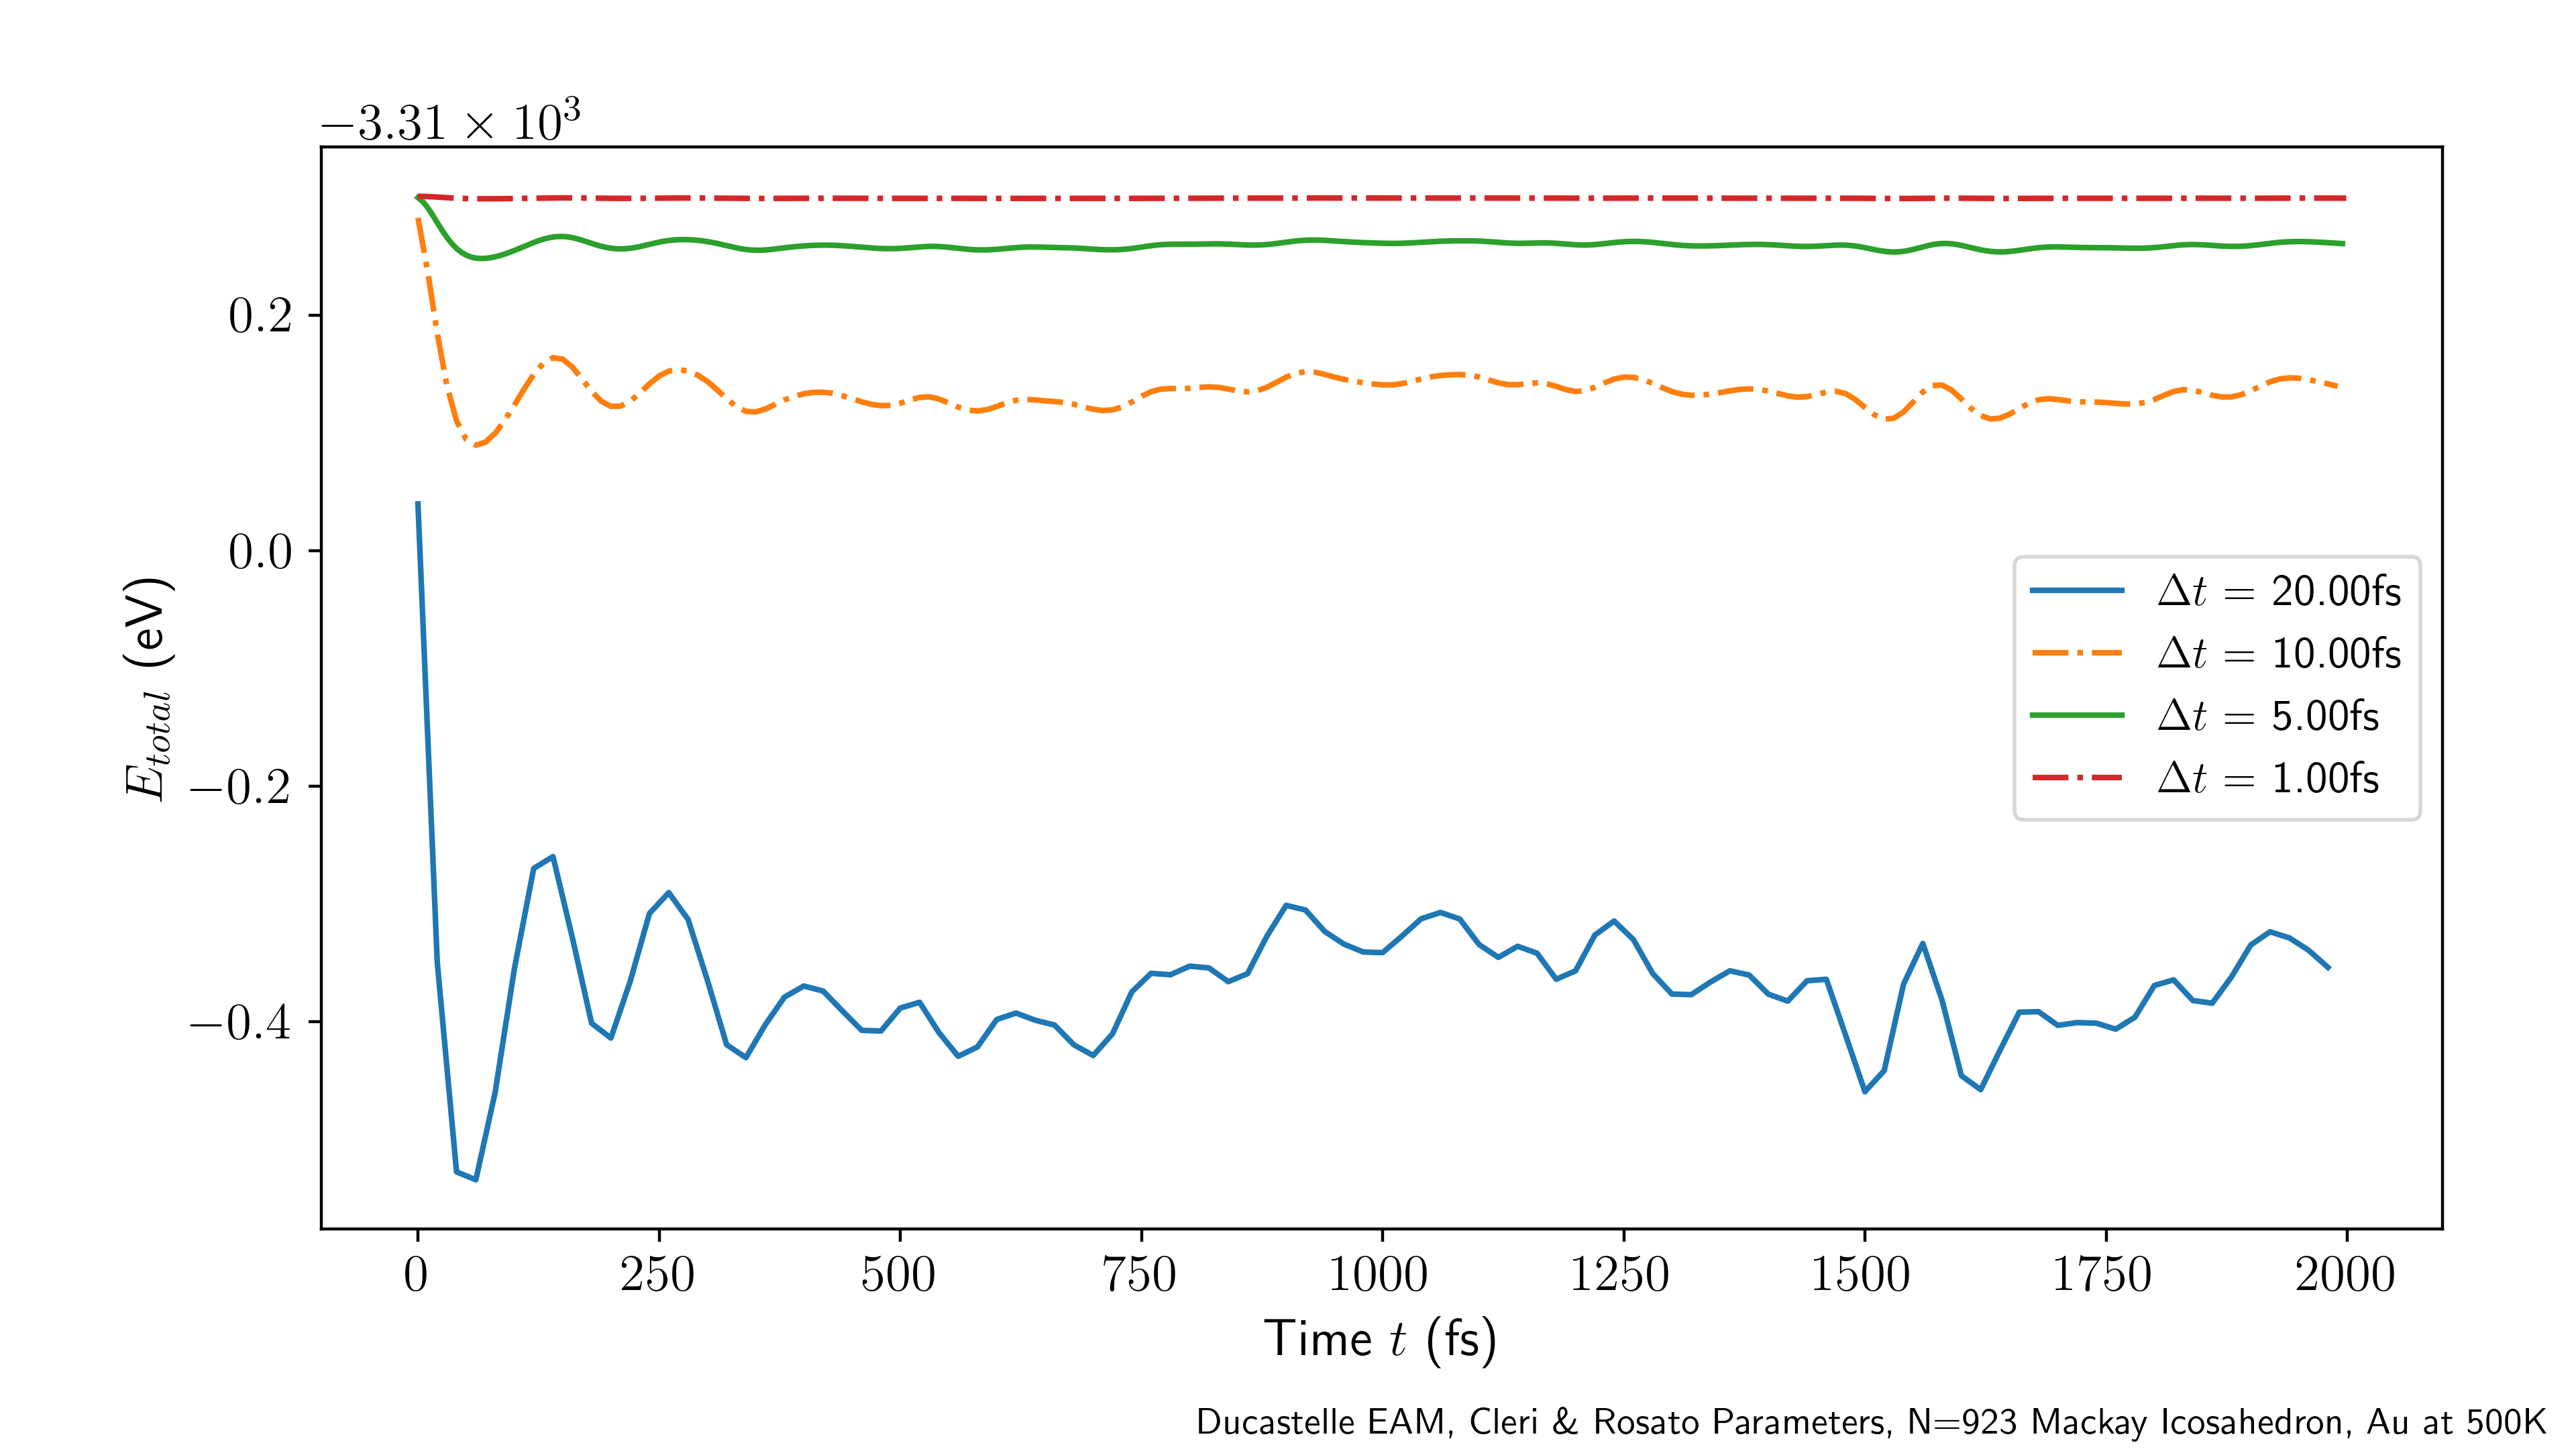 −3.31 × 10³
0.2
0.0
−0.2
−0.4
E_total (eV)
Δt = 20.00fs
Δt = 10.00fs
Δt = 5.00fs
Δt = 1.00fs
0 250 500 750 1000 1250 1500 1750 2000
Time t (fs)
Ducastelle EAM, Cleri & Rosato Parameters, N=923 Mackay Icosahedron, Au at 500K